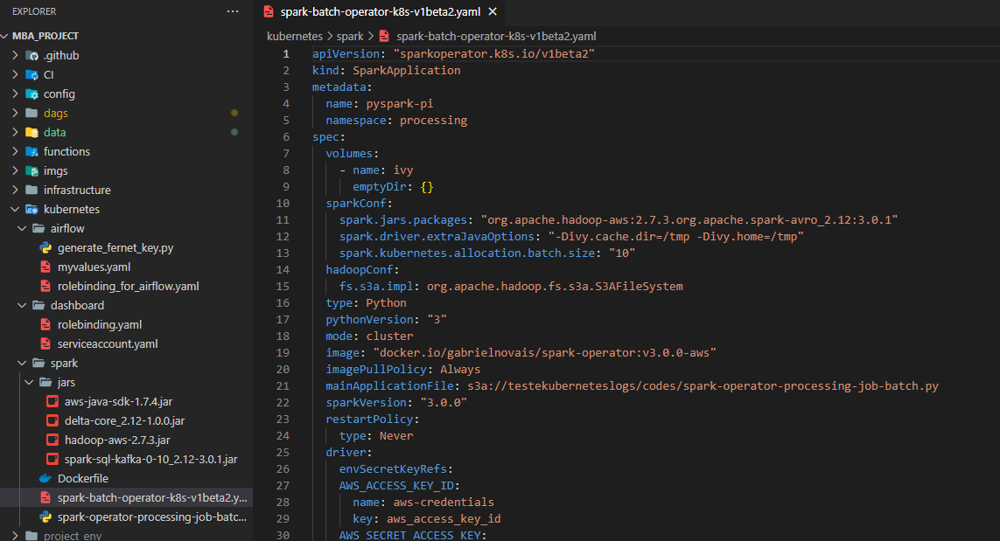 EXPLORER
MBA_PROJECT
.github
CI
config
dags
data
functions
imgs
infrastructure
kubernetes
airflow
generate_fernet_key.py
myvalues.yaml
rolebinding_for_airflow.yaml
dashboard
rolebinding.yaml
serviceaccount.yaml
spark
jars
aws-java-sdk-1.7.4.jar
delta-core_2.12-1.0.0.jar
hadoop-aws-2.7.3.jar
spark-sql-kafka-0-10_2.12-3.0.1.jar
Dockerfile
spark-batch-operator-k8s-v1beta2.y...
spark-operator-processing-job-batc...
project_env
spark-batch-operator-k8s-v1beta2.yaml
kubernetes > spark > spark-batch-operator-k8s-v1beta2.yaml
1 apiVersion: "sparkoperator.k8s.io/v1beta2"
2 kind: SparkApplication
3 metadata:
4 name: pyspark-pi
5 namespace: processing
6 spec:
7 volumes:
8 - name: ivy
9 emptyDir: {}
10 sparkConf:
11 spark.jars.packages: "org.apache.hadoop-aws:2.7.3.org.apache.spark-avro_2.12:3.0.1"
12 spark.driver.extraJavaOptions: "-Divy.cache.dir=/tmp -Divy.home=/tmp"
13 spark.kubernetes.allocation.batch.size: "10"
14 hadoopConf:
15 fs.s3a.impl: org.apache.hadoop.fs.s3a.S3AFileSystem
16 type: Python
17 pythonVersion: "3"
18 mode: cluster
19 image: "docker.io/gabrielnovais/spark-operator:v3.0.0-aws"
20 imagePullPolicy: Always
21 mainApplicationFile: s3a://testekuberneteslogs/codes/spark-operator-processing-job-batch.py
22 sparkVersion: "3.0.0"
23 restartPolicy:
24 type: Never
25 driver:
26 envSecretKeyRefs:
27 AWS_ACCESS_KEY_ID:
28 name: aws-credentials
29 key: aws_access_key_id
30 AWS_SECRET_ACCESS_KEY: